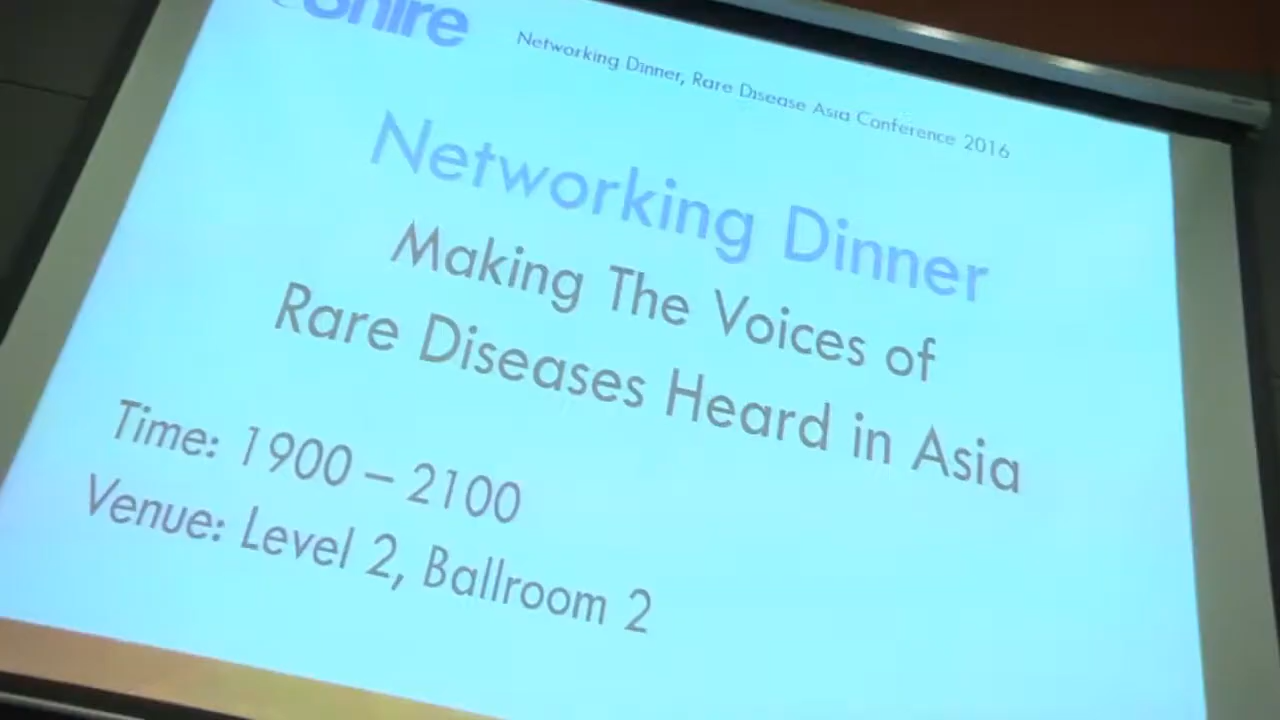 Shire
Networking Dinner, Rare Disease Asia Conference 2016
Networking Dinner
Making The Voices of
Rare Diseases Heard in Asia
Time: 1900 – 2100
Venue: Level 2, Ballroom 2